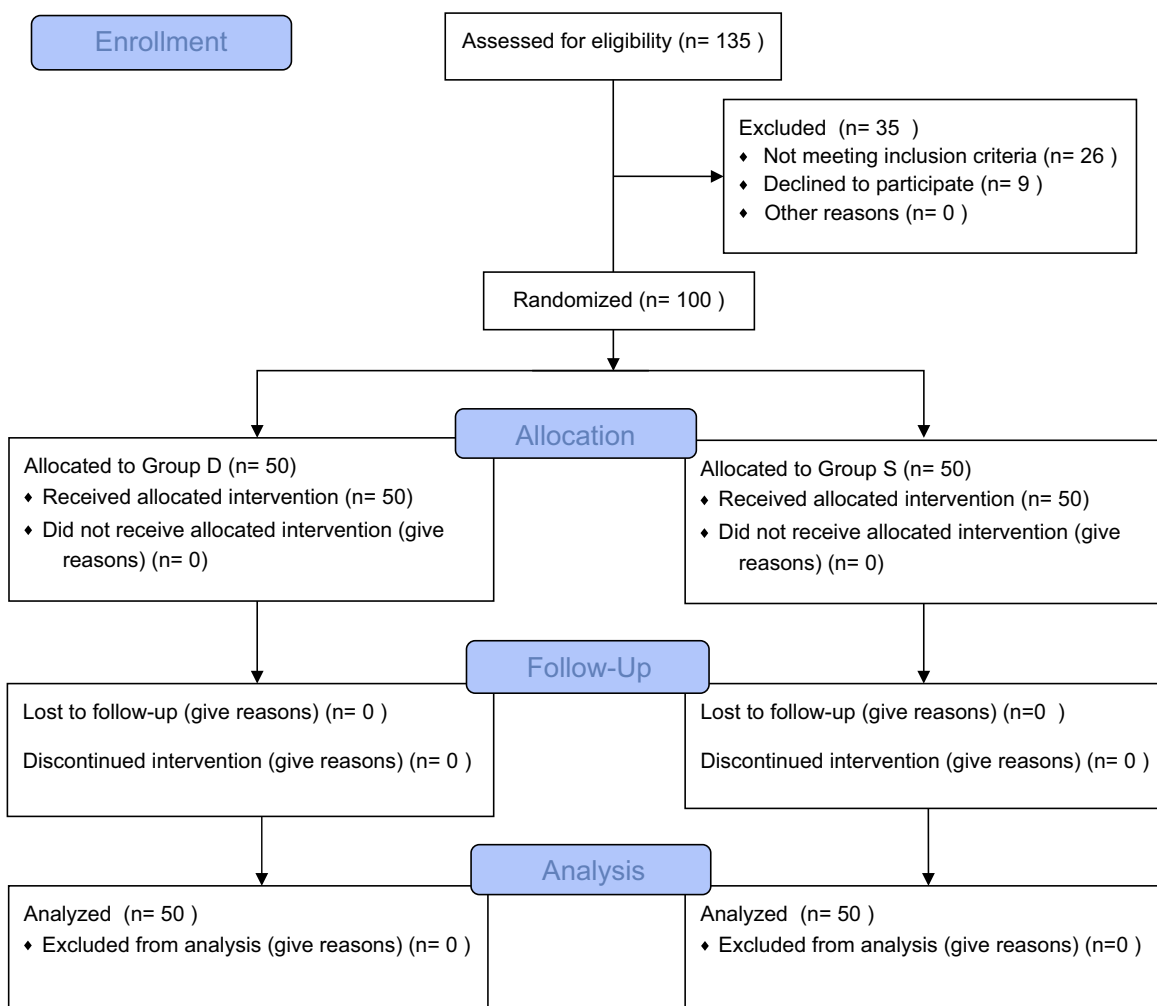 Enrollment
Assessed for eligibility (n= 135 )
Excluded (n= 35 )
♦ Not meeting inclusion criteria (n= 26 )
♦ Declined to participate (n= 9 )
♦ Other reasons (n= 0 )
Randomized (n= 100 )
Allocation
Allocated to Group D (n= 50)
♦ Received allocated intervention (n= 50)
♦ Did not receive allocated intervention (give
reasons) (n= 0)
Allocated to Group S (n= 50)
♦ Received allocated intervention (n= 50)
♦ Did not receive allocated intervention (give
reasons) (n= 0)
Follow-Up
Lost to follow-up (give reasons) (n= 0 )
Discontinued intervention (give reasons) (n= 0 )
Lost to follow-up (give reasons) (n=0 )
Discontinued intervention (give reasons) (n= 0 )
Analysis
Analyzed (n= 50 )
♦ Excluded from analysis (give reasons) (n= 0 )
Analyzed (n= 50 )
♦ Excluded from analysis (give reasons) (n=0 )